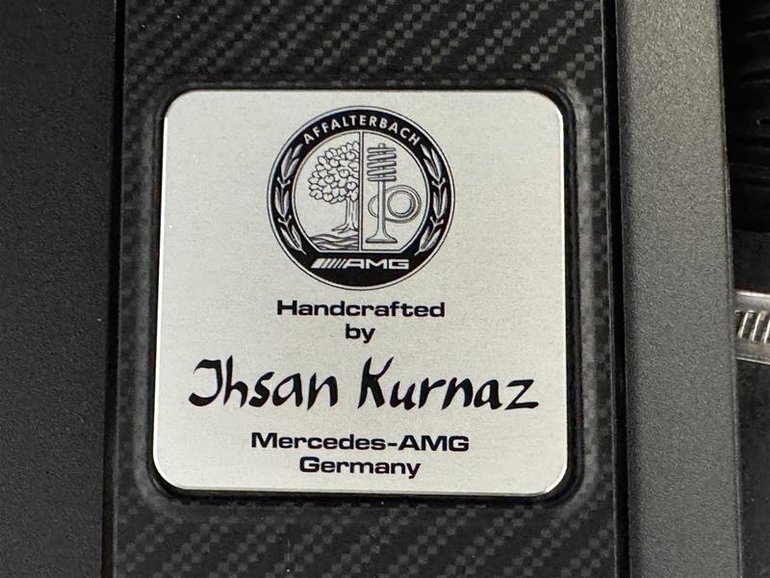 AFFALTERBACH
AMG
Handcrafted
by
Ihsan Kurnaz
Mercedes-AMG
Germany